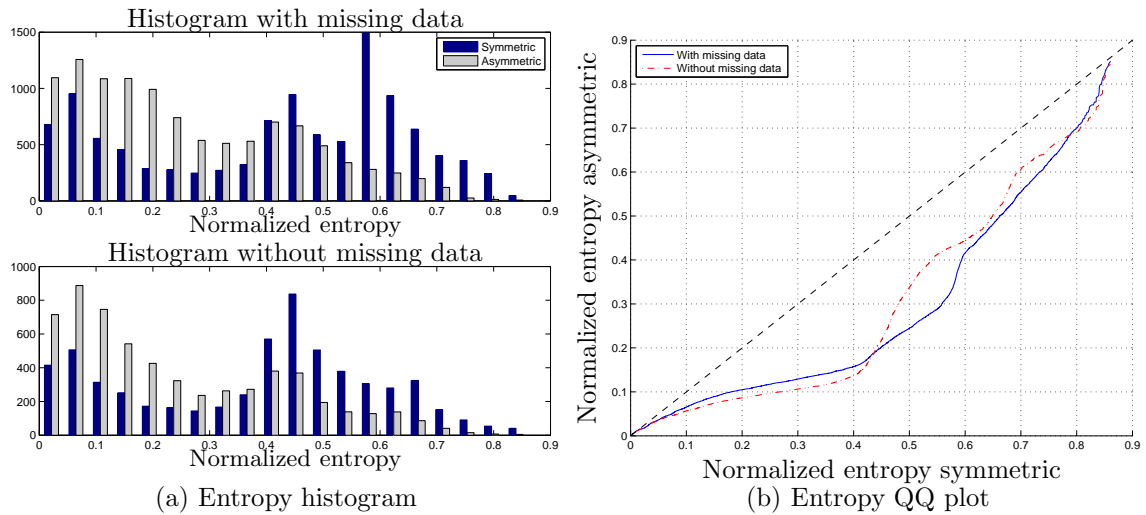 Histogram with missing data
1500
1000
500
0
Symmetric
Asymmetric
0 0.1 0.2 0.3 0.4 0.5 0.6 0.7 0.8 0.9
Normalized entropy
Histogram without missing data
1000
800
600
400
200
0
0 0.1 0.2 0.3 0.4 0.5 0.6 0.7 0.8 0.9
Normalized entropy
(a) Entropy histogram
Normalized entropy asymmetric
0.9
0.8
0.7
0.6
0.5
0.4
0.3
0.2
0.1
0
With missing data
Without missing data
0 0.1 0.2 0.3 0.4 0.5 0.6 0.7 0.8 0.9
Normalized entropy symmetric
(b) Entropy QQ plot